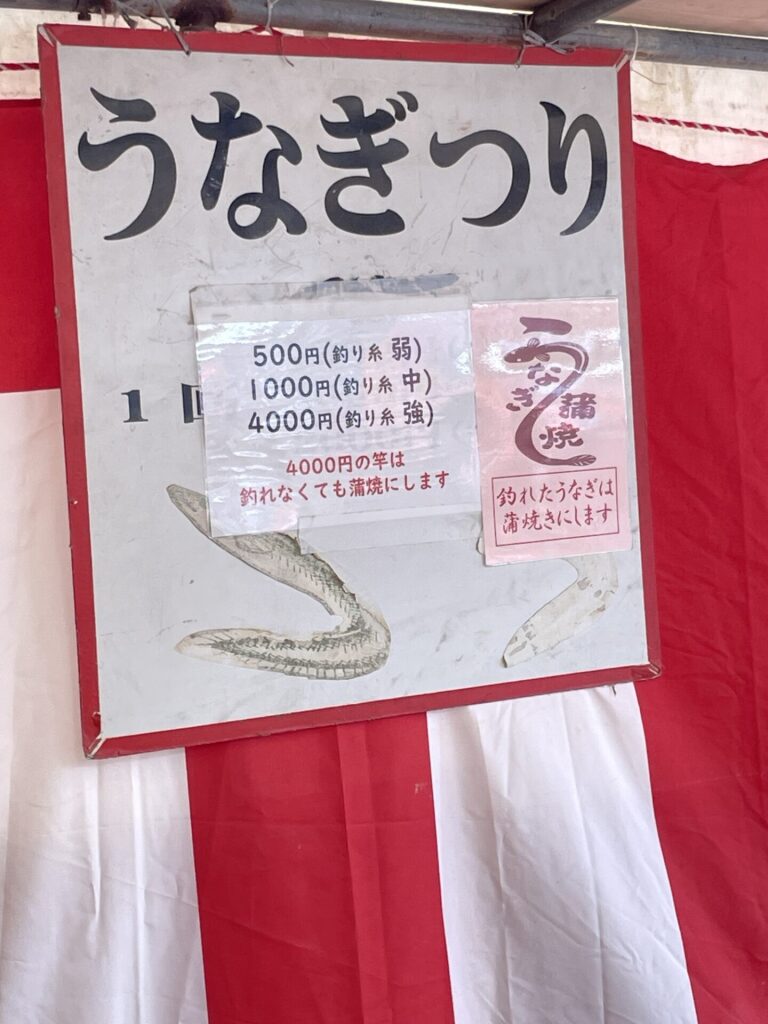 うなぎつり
1回
500円(釣り糸 弱)
1000円(釣り糸 中)
4000円(釣り糸 強)
4000円の竿は
釣れなくても蒲焼にします
うなぎ
蒲焼
釣れたうなぎは
蒲焼きにします